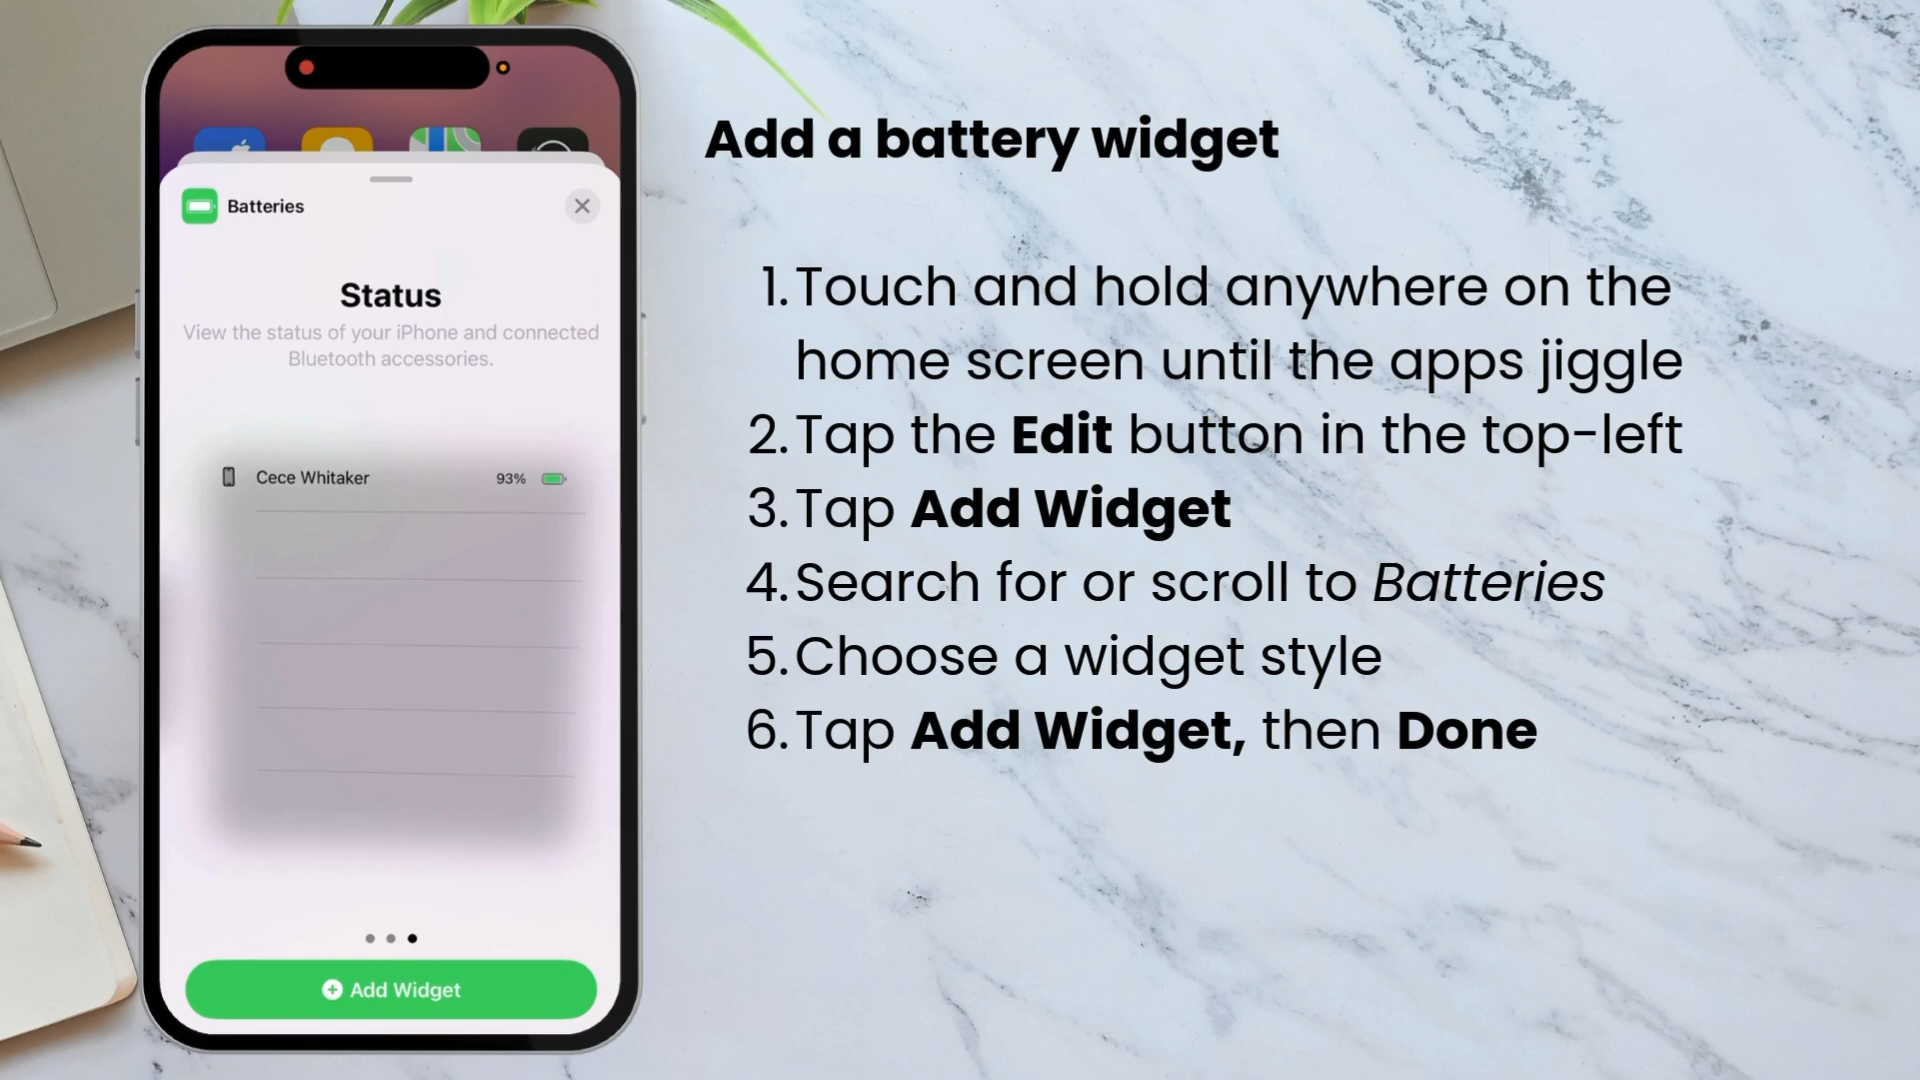 Batteries
Status
View the status of your iPhone and connected
Bluetooth accessories.
Cece Whitaker 93%
Add Widget
Add a battery widget
1. Touch and hold anywhere on the
home screen until the apps jiggle
2. Tap the Edit button in the top-left
3. Tap Add Widget
4. Search for or scroll to Batteries
5. Choose a widget style
6. Tap Add Widget, then Done